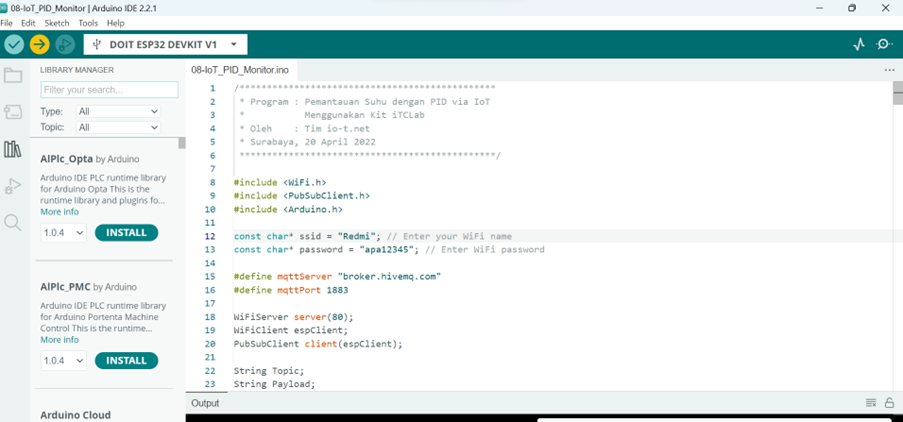 08-IoT_PID_Monitor | Arduino IDE 2.2.1
File Edit Sketch Tools Help
DOIT ESP32 DEVKIT V1
LIBRARY MANAGER
Filter your search...
Type: All
Topic: All
AlPlc_Opta by Arduino
Arduino IDE PLC runtime library
for Arduino Opta This is the
runtime library and plugins fo...
More info
1.0.4 INSTALL
AlPlc_PMC by Arduino
Arduino IDE PLC runtime library
for Arduino Portenta Machine
Control This is the runtime...
More info
1.0.4 INSTALL
Arduino Cloud
08-IoT_PID_Monitor.ino
1 /************************************************
2 * Program : Pemantauan Suhu dengan PID via IoT
3 * Menggunakan Kit iTCLab
4 * Oleh : Tim io-t.net
5 * Surabaya, 20 April 2022
6 ************************************************/
7
8 #include <WiFi.h>
9 #include <PubSubClient.h>
10 #include <Arduino.h>
11
12 const char* ssid = "Redmi"; // Enter your WiFi name
13 const char* password = "apa12345"; // Enter WiFi password
14
15 #define mqttServer "broker.hivemq.com"
16 #define mqttPort 1883
17
18 WiFiServer server(80);
19 WiFiClient espClient;
20 PubSubClient client(espClient);
21
22 String Topic;
23 String Payload;
Output